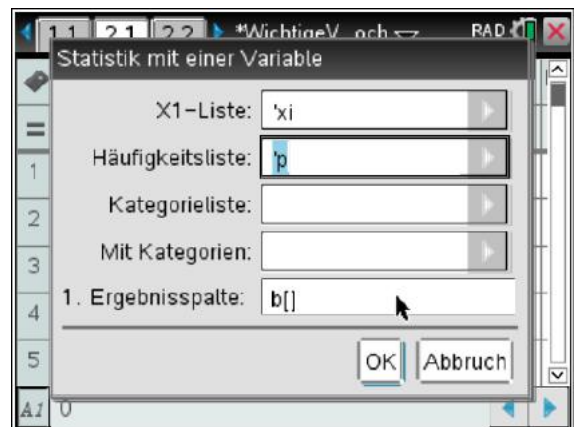 1.1 2.1 2.2 *WichtigeV...och RAD
Statistik mit einer Variable
X1-Liste: 'xi
Häufigkeitsliste: 'p
Kategorieliste:
Mit Kategorien:
1. Ergebnisspalte: b[]
OK Abbruch
=
1
2
3
4
5
A1 0